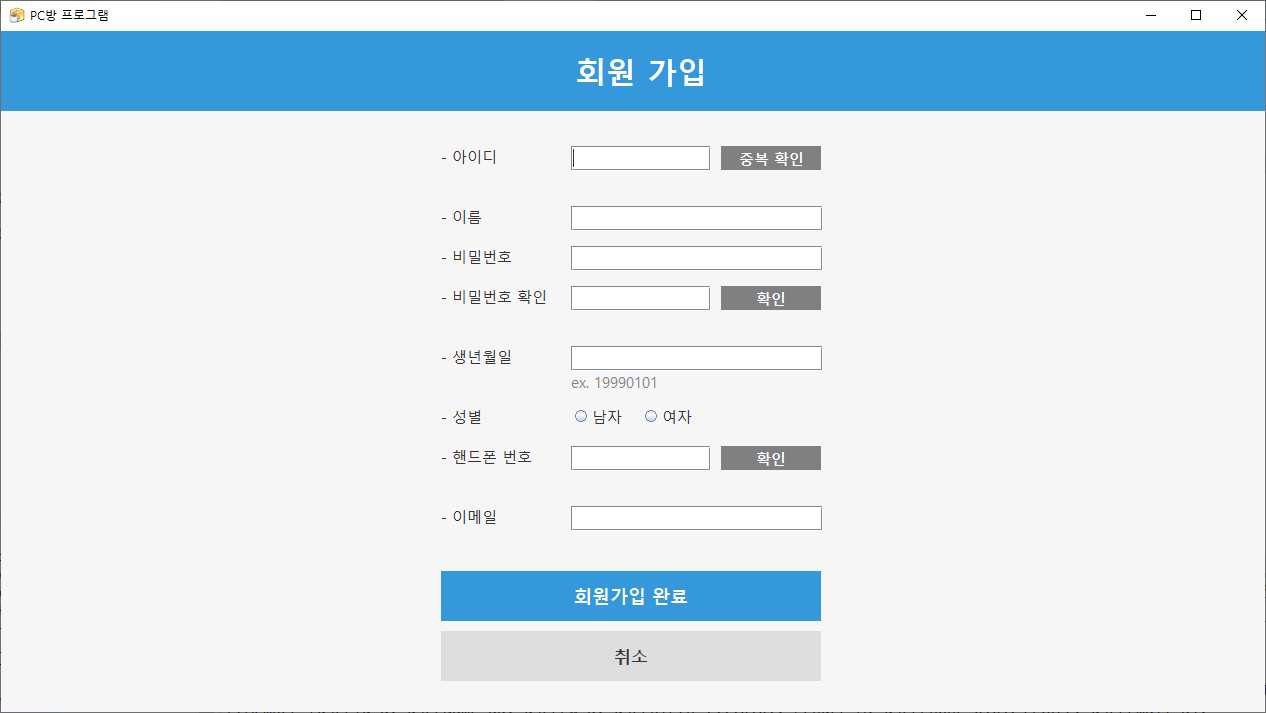 PC방 프로그램
회원 가입
- 아이디 중복 확인
- 이름
- 비밀번호
- 비밀번호 확인 확인
- 생년월일
ex. 19990101
- 성별 남자 여자
- 핸드폰 번호 확인
- 이메일
회원가입 완료
취소